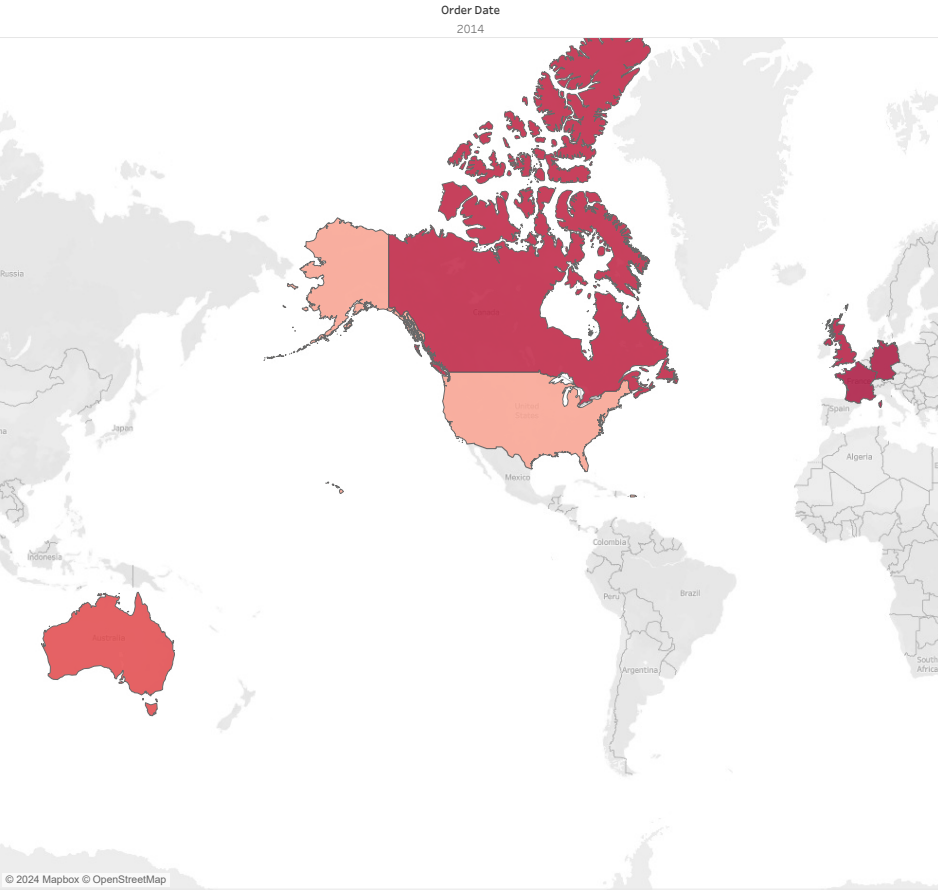 Order Date
2014
Russia
Canada
Japan
United
States
Spain
Algeria
Mexico
Colombia
Indonesia
Peru
Brazil
Australia
Argentina
South
Africa
© 2024 Mapbox © OpenStreetMap